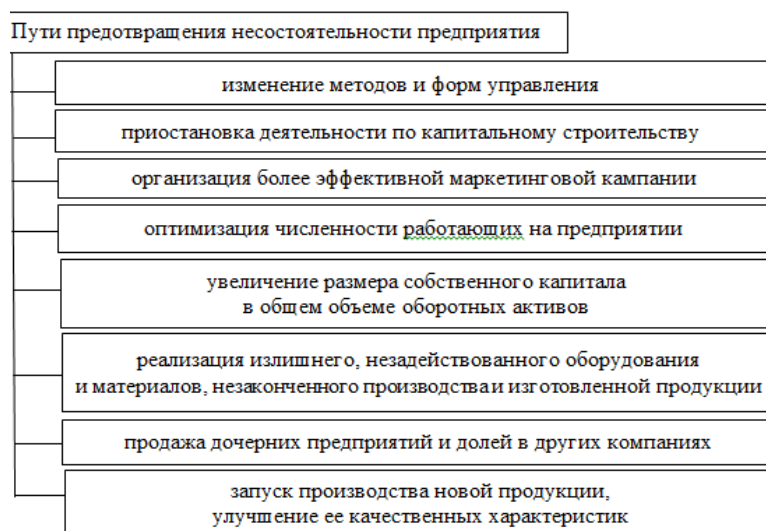 Пути предотвращения несостоятельности предприятия
изменение методов и форм управления
приостановка деятельности по капитальному строительству
организация более эффективной маркетинговой кампании
оптимизация численности работающих на предприятии
увеличение размера собственного капитала
в общем объеме оборотных активов
реализация излишнего, незадействованного оборудования
и материалов, незаконченного производства и изготовленной продукции
продажа дочерних предприятий и долей в других компаниях
запуск производства новой продукции,
улучшение ее качественных характеристик